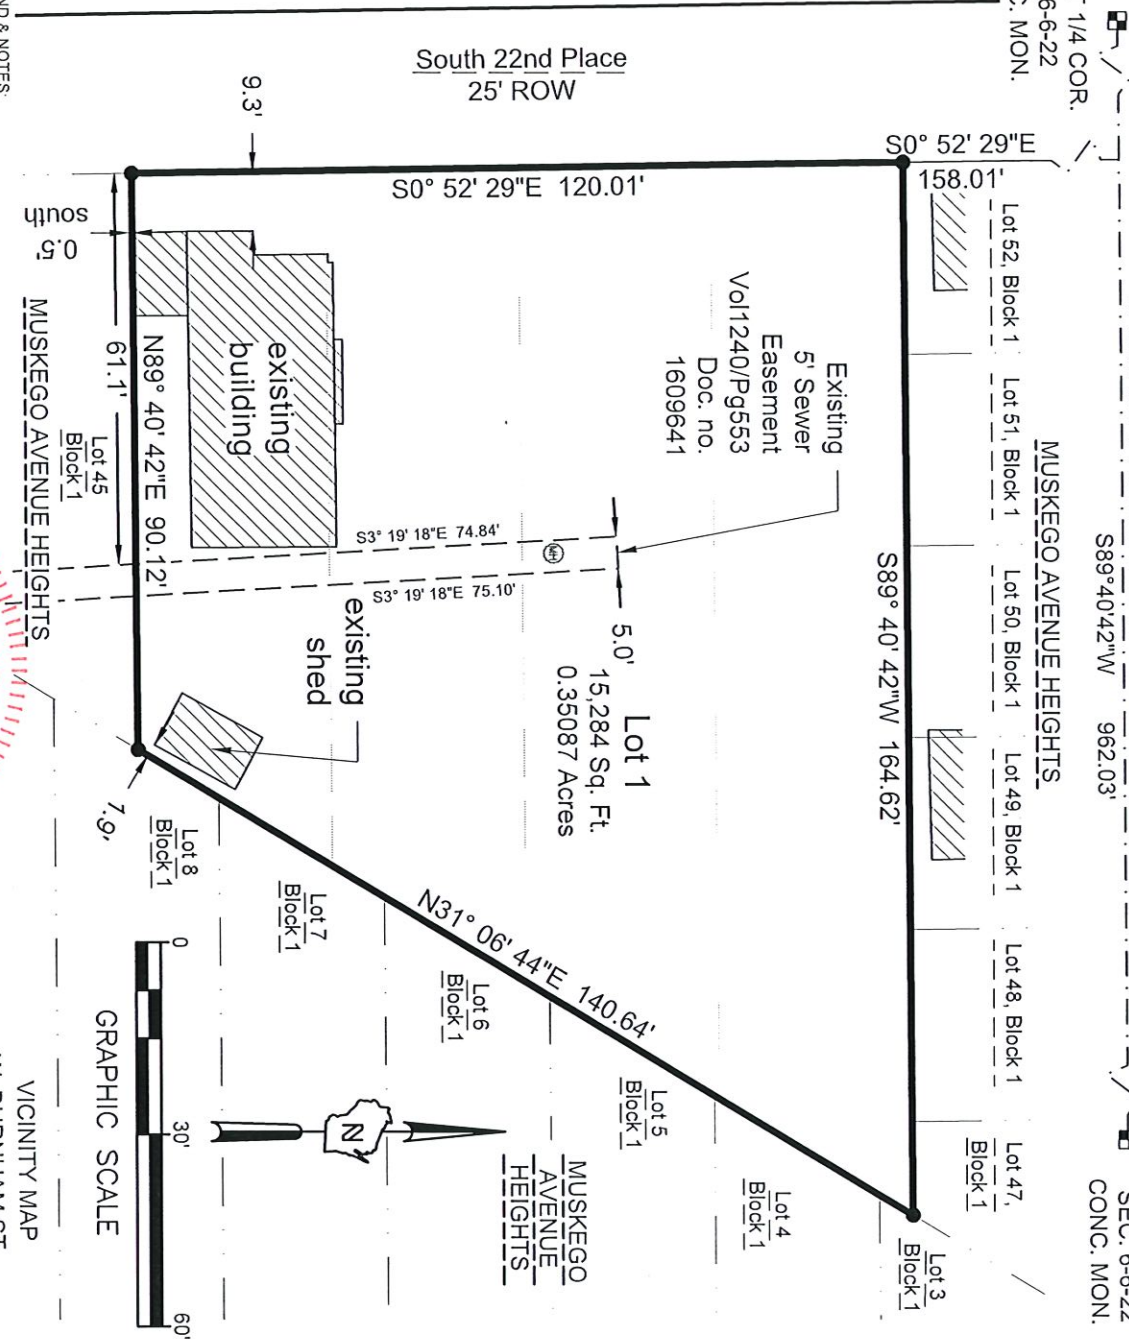 1/4 COR.
6-6-22
MON.
S89°40'42"W 962.03'
SEC. 6-6-22
CONC. MON.
South 22nd Place
25' ROW
9.3'
S0° 52' 29"E
158.01'
S0° 52' 29"E 120.01'
Lot 52, Block 1
Lot 51, Block 1
Lot 50, Block 1
Lot 49, Block 1
Lot 48, Block 1
Lot 47,
Block 1
MUSKEGO AVENUE HEIGHTS
S89° 40' 42"W 164.62'
Existing
5' Sewer
Easement
Vol1240/Pg553
Doc. no.
1609641
5.0'
MH
S3° 19' 18"E 74.84'
S3° 19' 18"E 75.10'
Lot 1
15,284 Sq. Ft.
0.35087 Acres
existing
building
existing
shed
0.5'
south
61.1'
N89° 40' 42"E 90.12'
Lot 45
Block 1
MUSKEGO AVENUE HEIGHTS
N31° 06' 44"E 140.64'
Lot 3
Block 1
Lot 4
Block 1
Lot 5
Block 1
Lot 6
Block 1
Lot 7
Block 1
Lot 8
Block 1
MUSKEGO
AVENUE
HEIGHTS
N
0
30'
60'
GRAPHIC SCALE
VICINITY MAP
& NOTES: